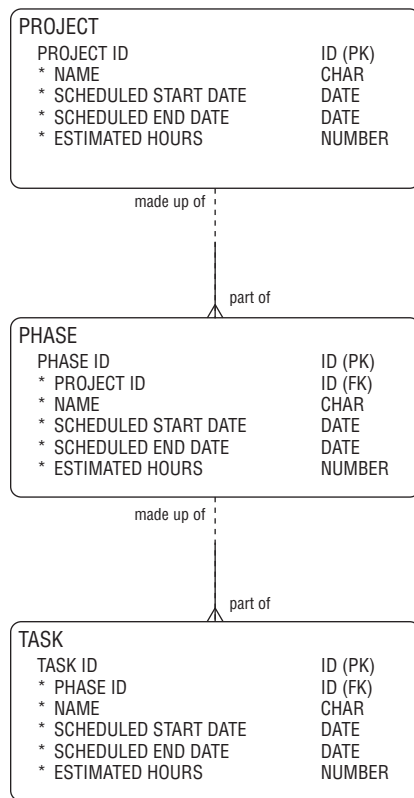 PROJECT
PROJECT ID ID (PK)
* NAME CHAR
* SCHEDULED START DATE DATE
* SCHEDULED END DATE DATE
* ESTIMATED HOURS NUMBER
made up of
part of
PHASE
PHASE ID ID (PK)
* PROJECT ID ID (FK)
* NAME CHAR
* SCHEDULED START DATE DATE
* SCHEDULED END DATE DATE
* ESTIMATED HOURS NUMBER
made up of
part of
TASK
TASK ID ID (PK)
* PHASE ID ID (FK)
* NAME CHAR
* SCHEDULED START DATE DATE
* SCHEDULED END DATE DATE
* ESTIMATED HOURS NUMBER